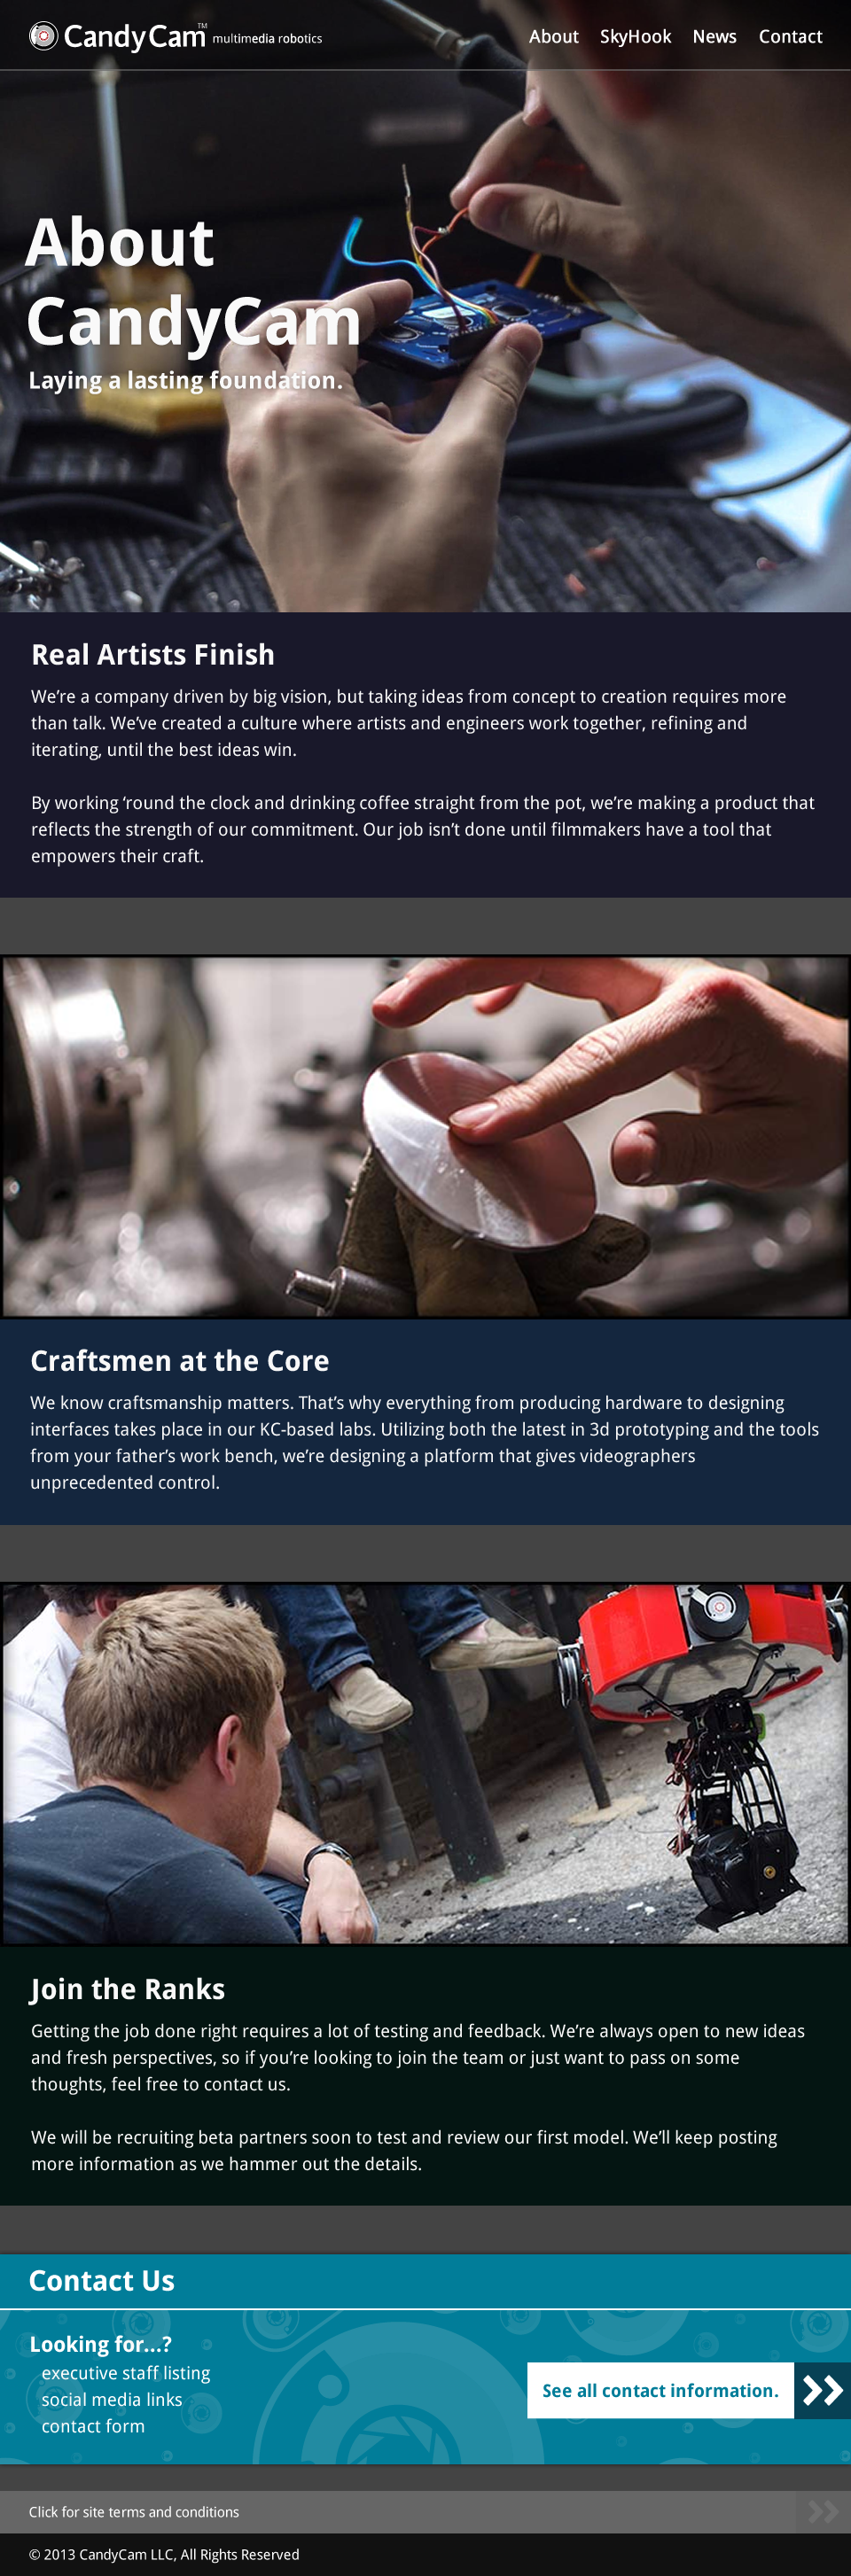 CandyCam™ multimedia robotics
About SkyHook News Contact
About
CandyCam
Laying a lasting foundation.
Real Artists Finish
We’re a company driven by big vision, but taking ideas from concept to creation requires more
than talk. We’ve created a culture where artists and engineers work together, refining and
iterating, until the best ideas win.
By working ‘round the clock and drinking coffee straight from the pot, we’re making a product that
reflects the strength of our commitment. Our job isn’t done until filmmakers have a tool that
empowers their craft.
Craftsmen at the Core
We know craftsmanship matters. That’s why everything from producing hardware to designing
interfaces takes place in our KC-based labs. Utilizing both the latest in 3d prototyping and the tools
from your father’s work bench, we’re designing a platform that gives videographers
unprecedented control.
Join the Ranks
Getting the job done right requires a lot of testing and feedback. We’re always open to new ideas
and fresh perspectives, so if you’re looking to join the team or just want to pass on some
thoughts, feel free to contact us.
We will be recruiting beta partners soon to test and review our first model. We’ll keep posting
more information as we hammer out the details.
Contact Us
Looking for...?
executive staff listing
social media links
contact form
See all contact information.
Click for site terms and conditions
© 2013 CandyCam LLC, All Rights Reserved